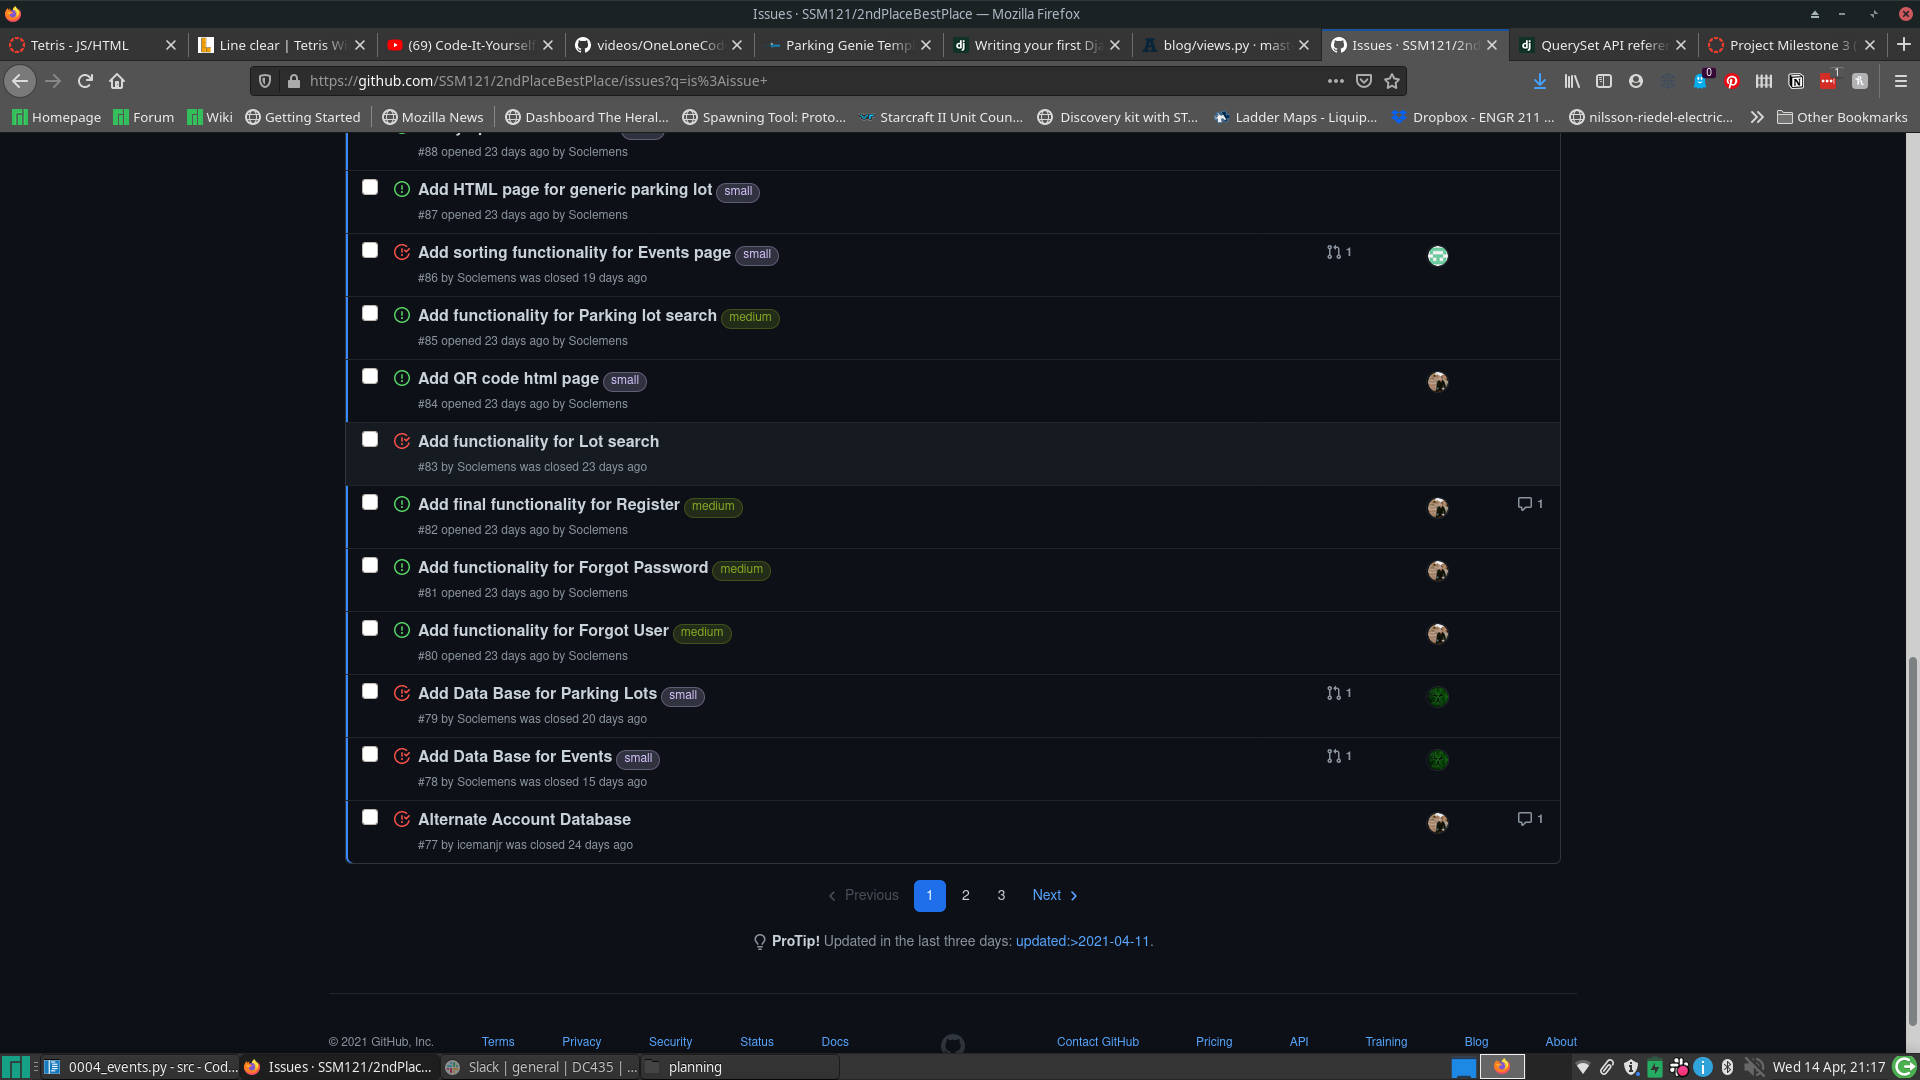 Issues · SSM121/2ndPlaceBestPlace — Mozilla Firefox
Tetris - JS/HTML
Line clear | Tetris Wi
(69) Code-It-Yourself
videos/OneLoneCod
Parking Genie Temp
Writing your first Dja
blog/views.py · mast
Issues · SSM121/2nd
QuerySet API referen
Project Milestone 3 (
https://github.com/SSM121/2ndPlaceBestPlace/issues?q=is%3Aissue+
0
1
Homepage
Forum
Wiki
Getting Started
Mozilla News
Dashboard The Heral...
Spawning Tool: Proto...
Starcraft II Unit Coun...
Discovery kit with ST...
Ladder Maps - Liquip...
Dropbox - ENGR 211 ...
nilsson-riedel-electric...
Other Bookmarks
#88 opened 23 days ago by Soclemens
Add HTML page for generic parking lot small
#87 opened 23 days ago by Soclemens
Add sorting functionality for Events page small 1
#86 by Soclemens was closed 19 days ago
Add functionality for Parking lot search medium
#85 opened 23 days ago by Soclemens
Add QR code html page small
#84 opened 23 days ago by Soclemens
Add functionality for Lot search
#83 by Soclemens was closed 23 days ago
Add final functionality for Register medium 1
#82 opened 23 days ago by Soclemens
Add functionality for Forgot Password medium
#81 opened 23 days ago by Soclemens
Add functionality for Forgot User medium
#80 opened 23 days ago by Soclemens
Add Data Base for Parking Lots small 1
#79 by Soclemens was closed 20 days ago
Add Data Base for Events small 1
#78 by Soclemens was closed 15 days ago
Alternate Account Database 1
#77 by icemanjr was closed 24 days ago
Previous 1 2 3 Next
ProTip! Updated in the last three days: updated:>2021-04-11.
© 2021 GitHub, Inc. Terms Privacy Security Status Docs Contact GitHub Pricing API Training Blog About
0004_events.py - src - Cod...
Issues · SSM121/2ndPlac...
Slack | general | DC435 | ...
planning
Wed 14 Apr, 21:17